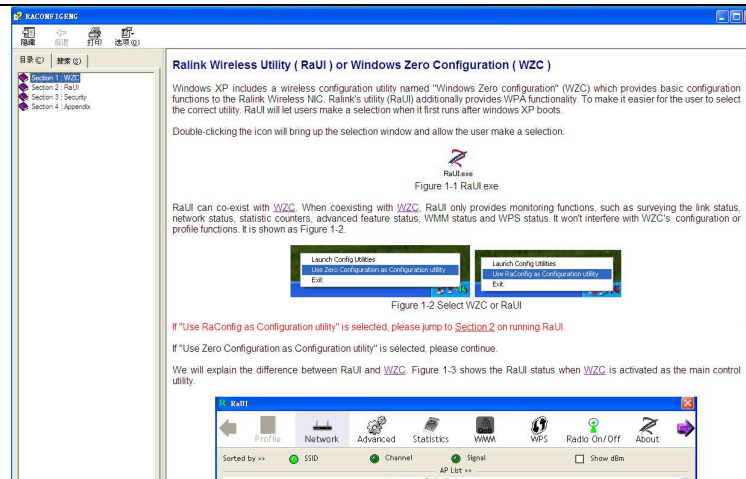 RACONFIGENG
隐藏 后退 打印 选项(O)
目录(C) 搜索(S)
Section 1 : WZC
Section 2 : RaUI
Section 3 : Security
Section 4 : Appendix
Ralink Wireless Utility ( RaUI ) or Windows Zero Configuration ( WZC )
Windows XP includes a wireless configuration utility named "Windows Zero configuration" (WZC) which provides basic configuration
functions to the Ralink Wireless NIC. Ralink's utility (RaUI) additionally provides WPA functionality. To make it easier for the user to select
the correct utility. RaUI will let users make a selection when it first runs after windows XP boots.
Double-clicking the icon will bring up the selection window and allow the user make a selection.
RaUI.exe
Figure 1-1 RaUI.exe
RaUI can co-exist with WZC. When coexisting with WZC, RaUI only provides monitoring functions, such as surveying the link status,
network status, statistic counters, advanced feature status, WMM status and WPS status. It won't interfere with WZC's configuration or
profile functions. It is shown as Figure 1-2.
Launch Config Utilities
Use Zero Configuration as Configuration utility
Exit
Launch Config Utilities
Use RaConfig as Configuration utility
Exit
Figure 1-2 Select WZC or RaUI
If "Use RaConfig as Configuration utility" is selected, please jump to Section 2 on running RaUI.
If "Use Zero Configuration as Configuration utility" is selected, please continue.
We will explain the difference between RaUI and WZC. Figure 1-3 shows the RaUI status when WZC is activated as the main control
utility.
RaUI
Profile Network Advanced Statistics WMM WPS Radio On/Off About
Sorted by >> SSID Channel Signal Show dBm
AP List >>